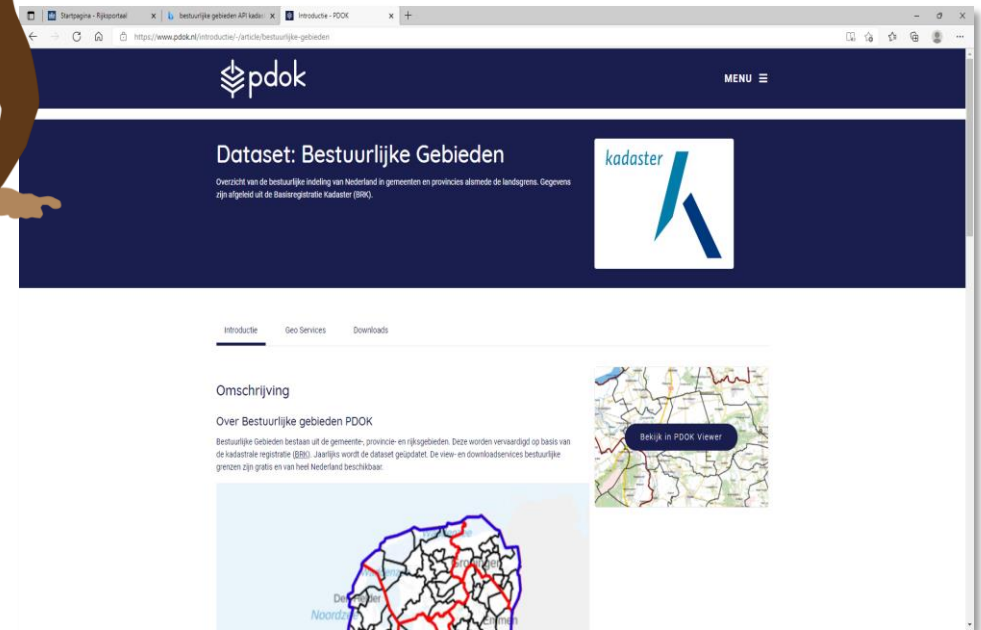 Startpagina - Rijksportaal
bestuurlijke gebieden API kadas
Introductie - PDOK
https://www.pdok.nl/introductie/-/article/bestuurlijke-gebieden
pdok
MENU
Dataset: Bestuurlijke Gebieden
Overzicht van de bestuurlijke indeling van Nederland in gemeenten en provincies alsmede de landsgrens. Gegevens
zijn afgeleid uit de Basisregistratie Kadaster (BRK).
kadaster
Introductie
Geo Services
Downloads
Omschrijving
Over Bestuurlijke gebieden PDOK
Bestuurlijke Gebieden bestaan uit de gemeente-, provincie- en rijksgebieden. Deze worden vervaardigd op basis van
de kadastrale registratie (BRK). Jaarlijks wordt de dataset geüpdatet. De view- en downloadservices bestuurlijke
grenzen zijn gratis en van heel Nederland beschikbaar.
Bekijk in PDOK Viewer
Groningen
Den Helder
Emmen